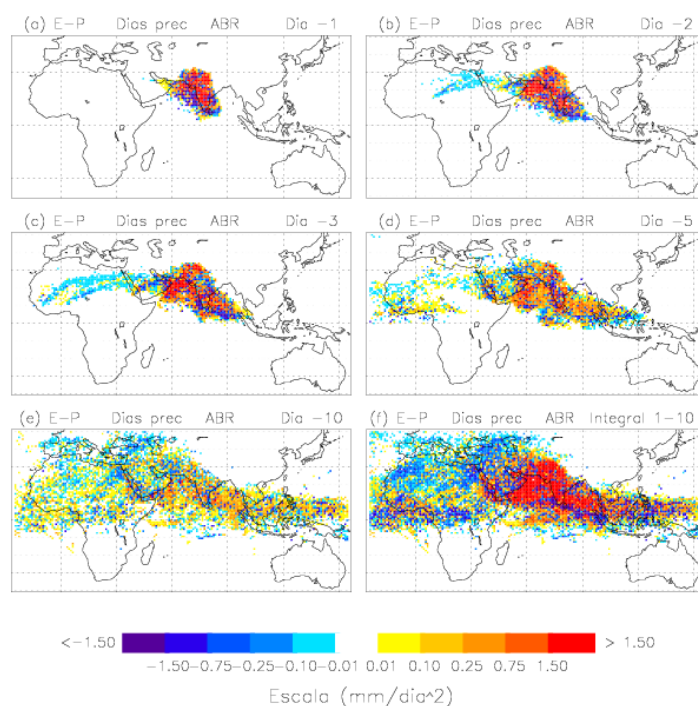 (a) E-P Dias prec ABR Dia -1
(b) E-P Dias prec ABR Dia -2
(c) E-P Dias prec ABR Dia -3
(d) E-P Dias prec ABR Dia -5
(e) E-P Dias prec ABR Dia -10
(f) E-P Dias prec ABR Integral 1-10
<-1.50 > 1.50
-1.50-0.75-0.25-0.10-0.01 0.01 0.10 0.25 0.75 1.50
Escala (mm/dia^2)